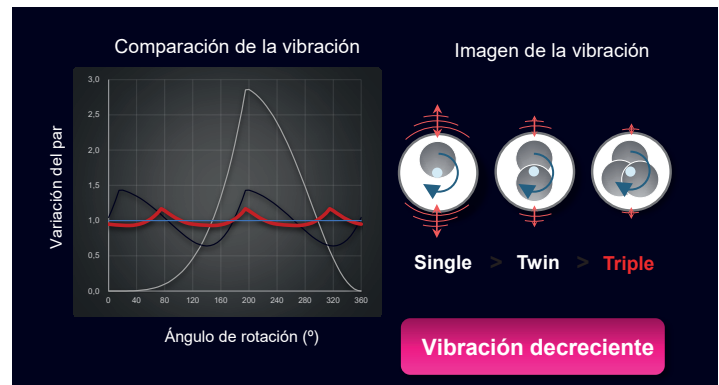 Comparación de la vibración
Imagen de la vibración
3,0
2,5
2,0
1,5
1,0
0,5
0,0
Variación del par
0 40 80 120 160 200 240 280 320 360
Ángulo de rotación (º)
Single > Twin > Triple
Vibración decreciente